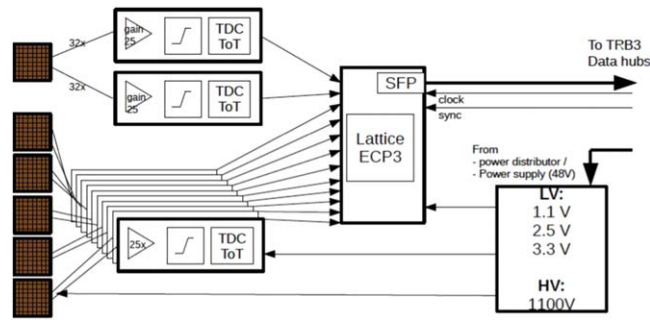 32x
gain
25
TDC
ToT
32x
gain
25
TDC
ToT
SFP
To TRB3
Data hubs
clock
sync
Lattice
ECP3
From
- power distributor /
- Power supply (48V)
25x
TDC
ToT
LV:
1.1 V
2.5 V
3.3 V
HV:
1100V